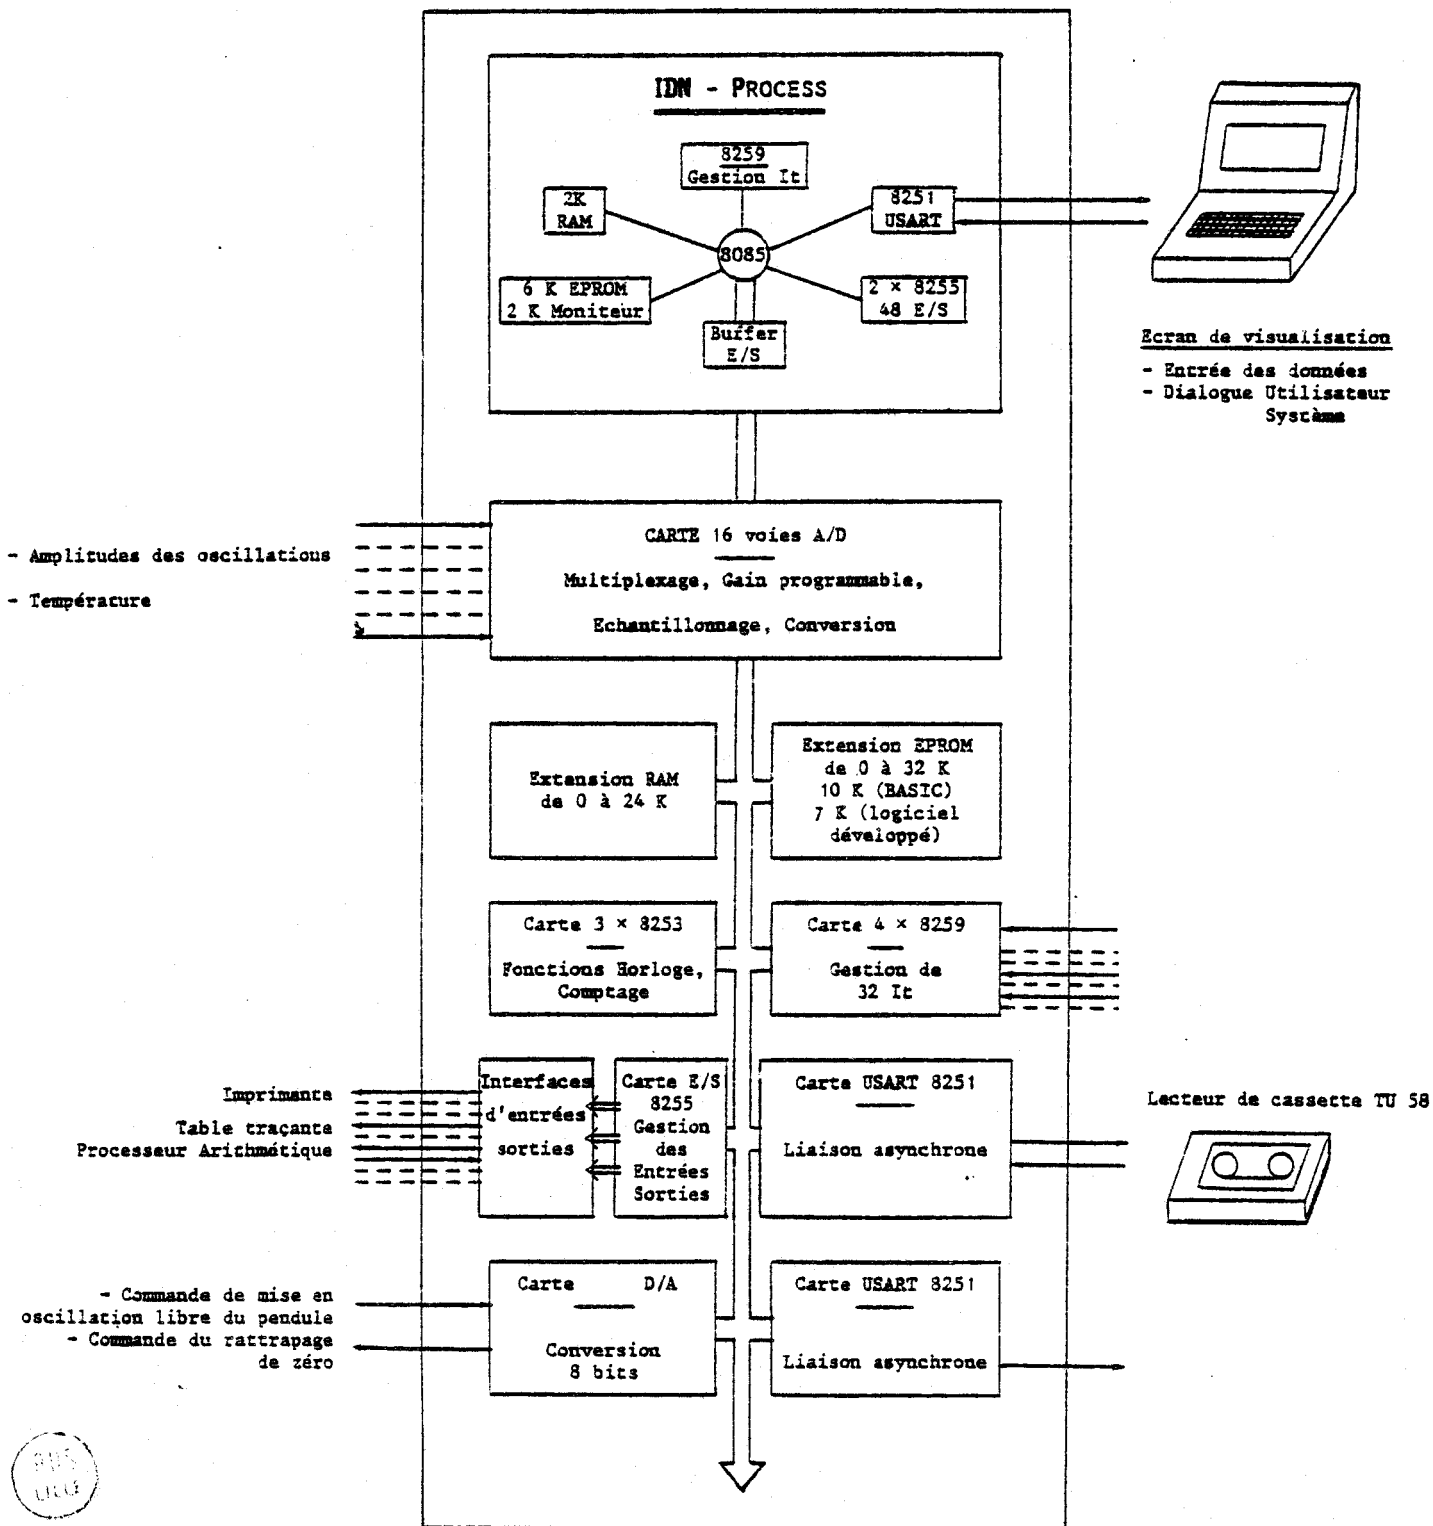 IDN - PROCESS
8259
Gestion It
2K
RAM
8251
USART
8085
6 K EPROM
2 K Moniteur
2 × 8255
48 E/S
Buffer
E/S
Ecran de visualisation
- Entrée des données
- Dialogue Utilisateur
Système
- Amplitudes des oscillations
- Température
CARTE 16 voies A/D
Multiplexage, Gain programmable,
Echantillonnage, Conversion
Extension RAM
de 0 à 24 K
Extension EPROM
de 0 à 32 K
10 K (BASIC)
7 K (logiciel
développé)
Carte 3 × 8253
Fonctions Horloge,
Comptage
Carte 4 × 8259
Gestion de
32 It
Imprimante
Table traçante
Processeur Arithmétique
Interfaces
d'entrées
sorties
Carte E/S
8255
Gestion
des
Entrées
Sorties
Carte USART 8251
Liaison asynchrone
Lecteur de cassette TU 58
- Commande de mise en
oscillation libre du pendule
- Commande du rattrapage
de zéro
Carte D/A
Conversion
8 bits
Carte USART 8251
Liaison asynchrone
BUS
LILLE